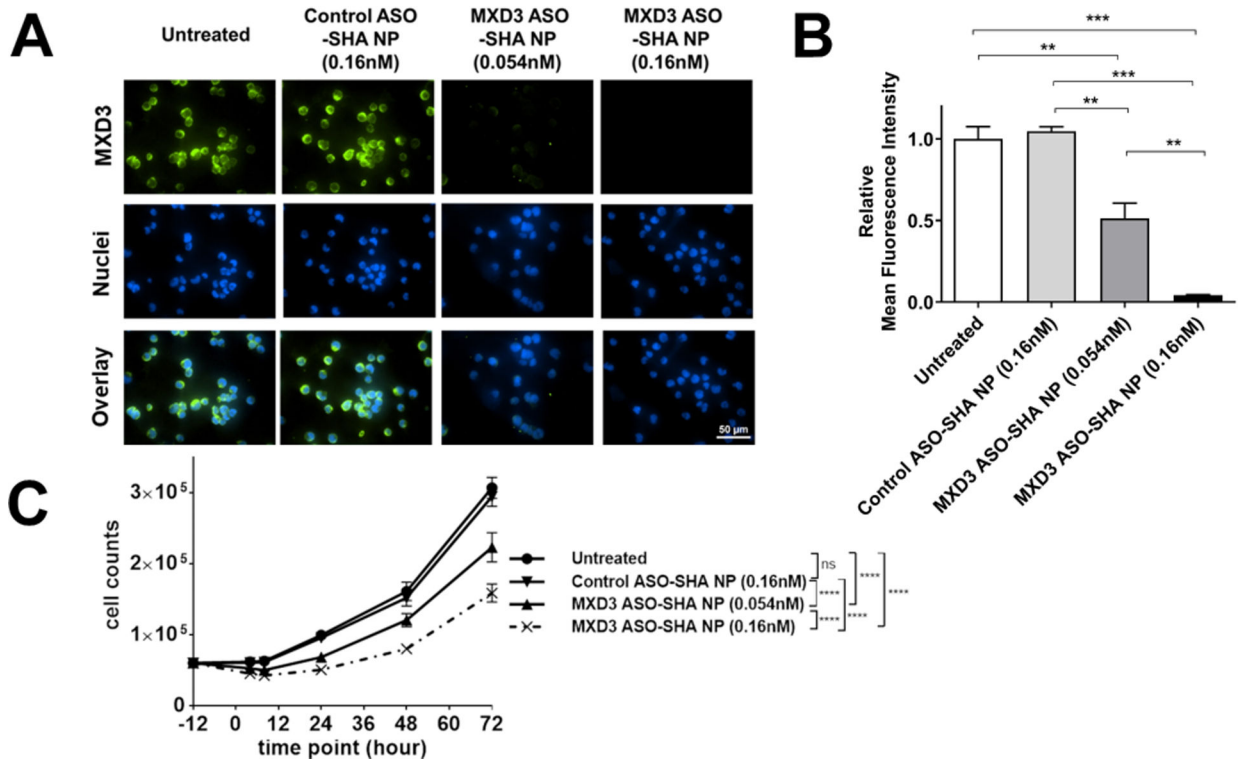 A
Untreated
Control ASO
-SHA NP
(0.16nM)
MXD3 ASO
-SHA NP
(0.054nM)
MXD3 ASO
-SHA NP
(0.16nM)
MXD3
Nuclei
Overlay
50 µm
B
Relative
Mean Fluorescence Intensity
1.0
0.5
0.0
***
**
***
**
**
Untreated
Control ASO-SHA NP (0.16nM)
MXD3 ASO-SHA NP (0.054nM)
MXD3 ASO-SHA NP (0.16nM)
C
cell counts
3×10⁵
2×10⁵
1×10⁵
0
-12 0 12 24 36 48 60 72
time point (hour)
Untreated
Control ASO-SHA NP (0.16nM)
MXD3 ASO-SHA NP (0.054nM)
MXD3 ASO-SHA NP (0.16nM)
ns
****
****
****
****
****